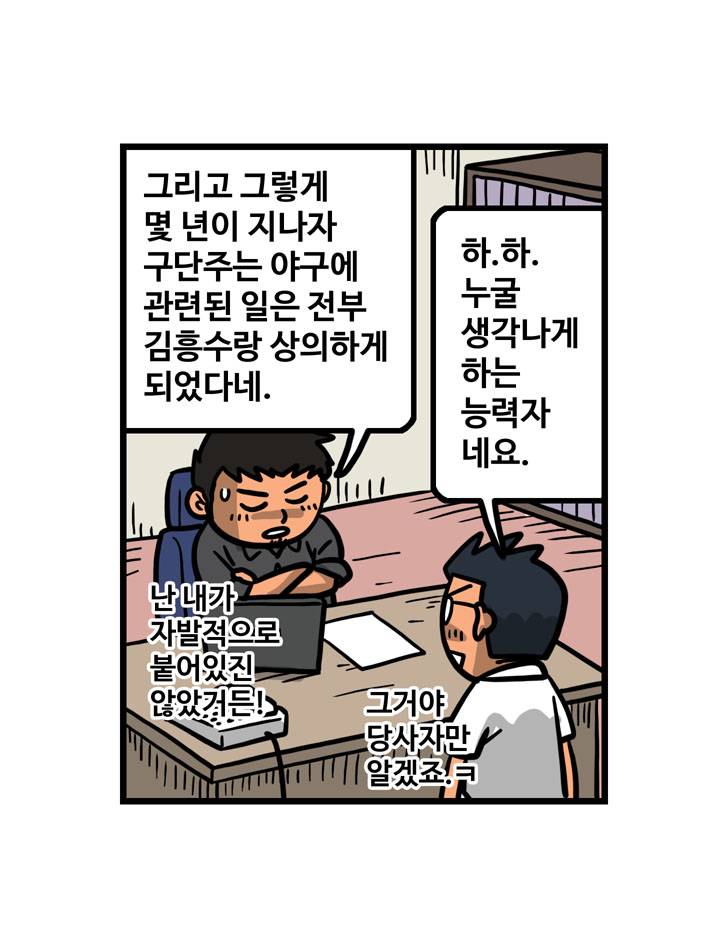 그리고 그렇게
몇 년이 지나자
구단주는 야구에
관련된 일은 전부
김흥수랑 상의하게
되었다네.
하.하.
누굴
생각나게
하는
능력자
네요.
난 내가
자발적으로
붙어있진
않았거든!
그거야
당사자만
알겠죠.ㅋ